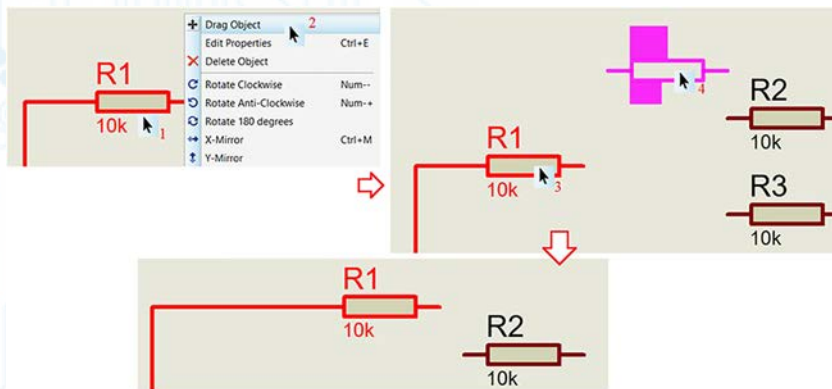 Drag Object 2
Edit Properties Ctrl+E
Delete Object
Rotate Clockwise Num--
Rotate Anti-Clockwise Num-+
Rotate 180 degrees
X-Mirror Ctrl+M
Y-Mirror
R1
10k 1
4
R2
10k
R1
10k 3
R3
10k
R1
10k
R2
10k